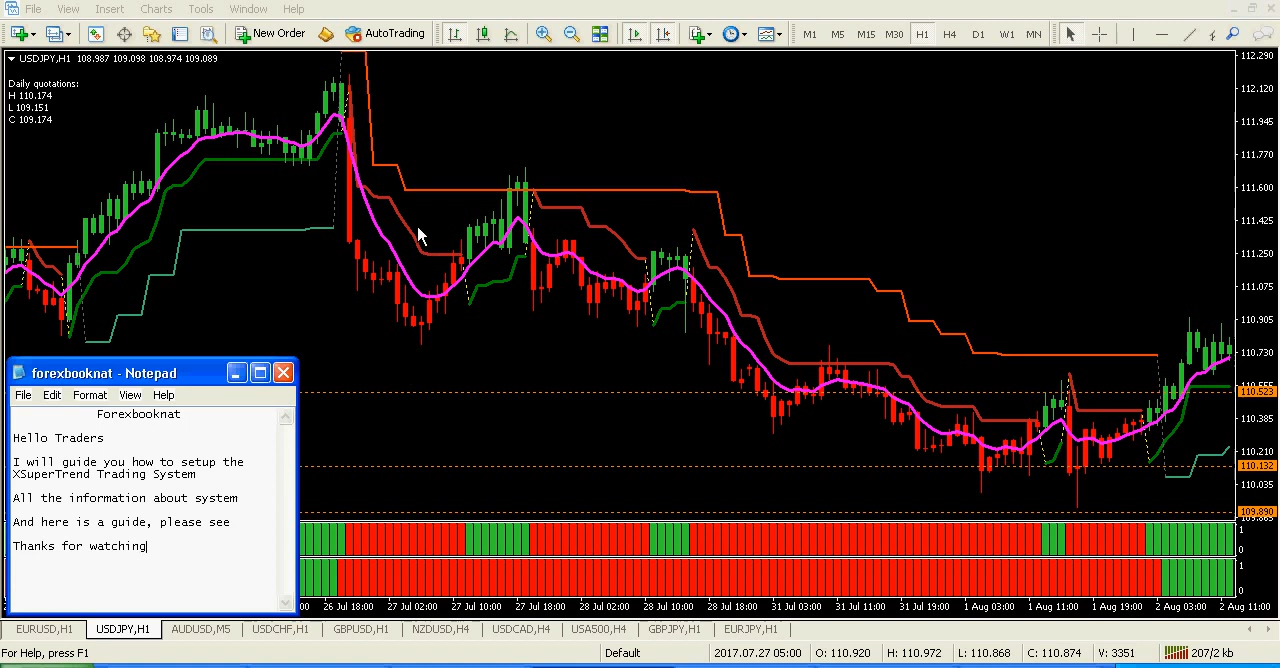 File View Insert Charts Tools Window Help
New Order AutoTrading M1 M5 M15 M30 H1 H4 D1 W1 MN
USDJPY,H1 108.987 109.098 108.974 109.089
Daily quotations:
H 110.174
L 109.151
C 109.174
112.290
112.120
111.945
111.770
111.600
111.425
111.250
111.075
110.905
110.730
110.523
110.385
110.210
110.132
110.035
109.890
1
0
1
0
forexbooknat - Notepad
File Edit Format View Help
Forexbooknat
Hello Traders
I will guide you how to setup the
XSuperTrend Trading System
All the information about system
And here is a guide, please see
Thanks for watching
26 Jul 18:00 27 Jul 02:00 27 Jul 10:00 27 Jul 18:00 28 Jul 02:00 28 Jul 10:00 28 Jul 18:00 31 Jul 03:00 31 Jul 11:00 31 Jul 19:00 1 Aug 03:00 1 Aug 11:00 1 Aug 19:00 2 Aug 03:00 2 Aug 11:00
EURUSD,H1 USDJPY,H1 AUDUSD,M5 USDCHF,H1 GBPUSD,H1 NZDUSD,H4 USDCAD,H4 USA500,H4 GBPJPY,H1 EURJPY,H1
For Help, press F1 Default 2017.07.27 05:00 O: 110.920 H: 110.972 L: 110.868 C: 110.874 V: 3351 207/2 kb